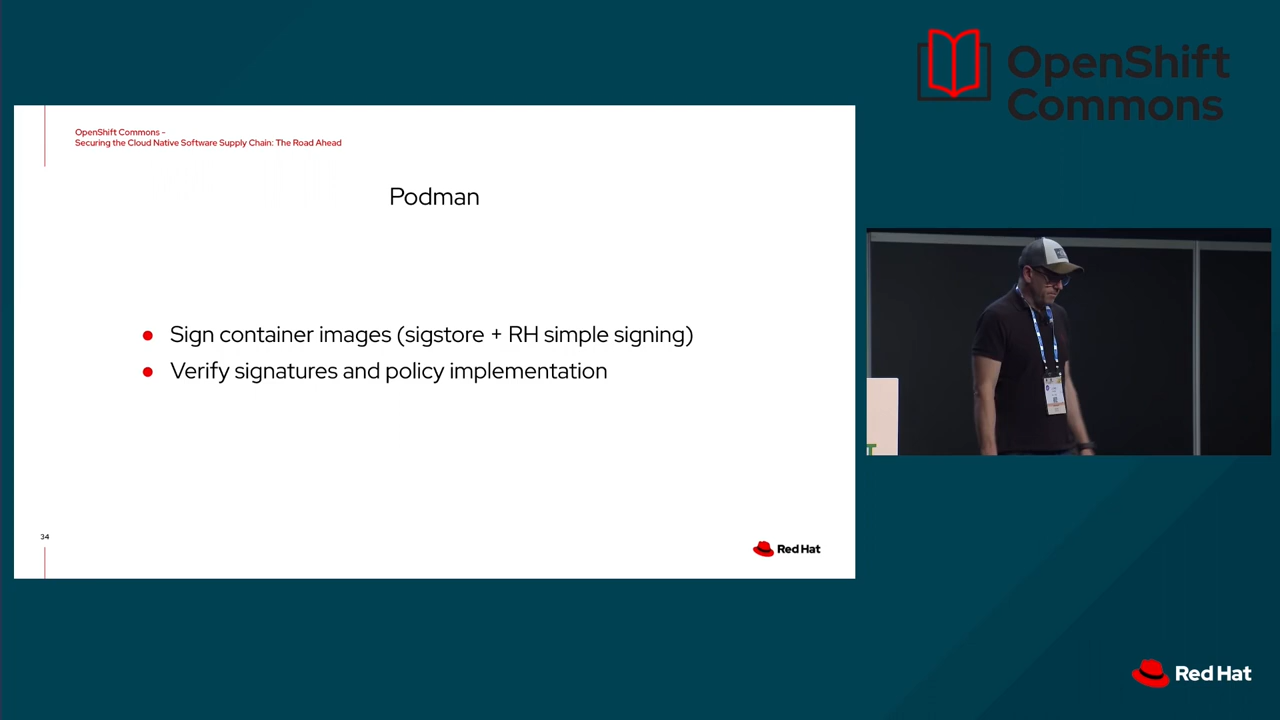 OpenShift
Commons
OpenShift Commons -
Securing the Cloud Native Software Supply Chain: The Road Ahead
Podman
● Sign container images (sigstore + RH simple signing)
● Verify signatures and policy implementation
34
Red Hat
Red Hat